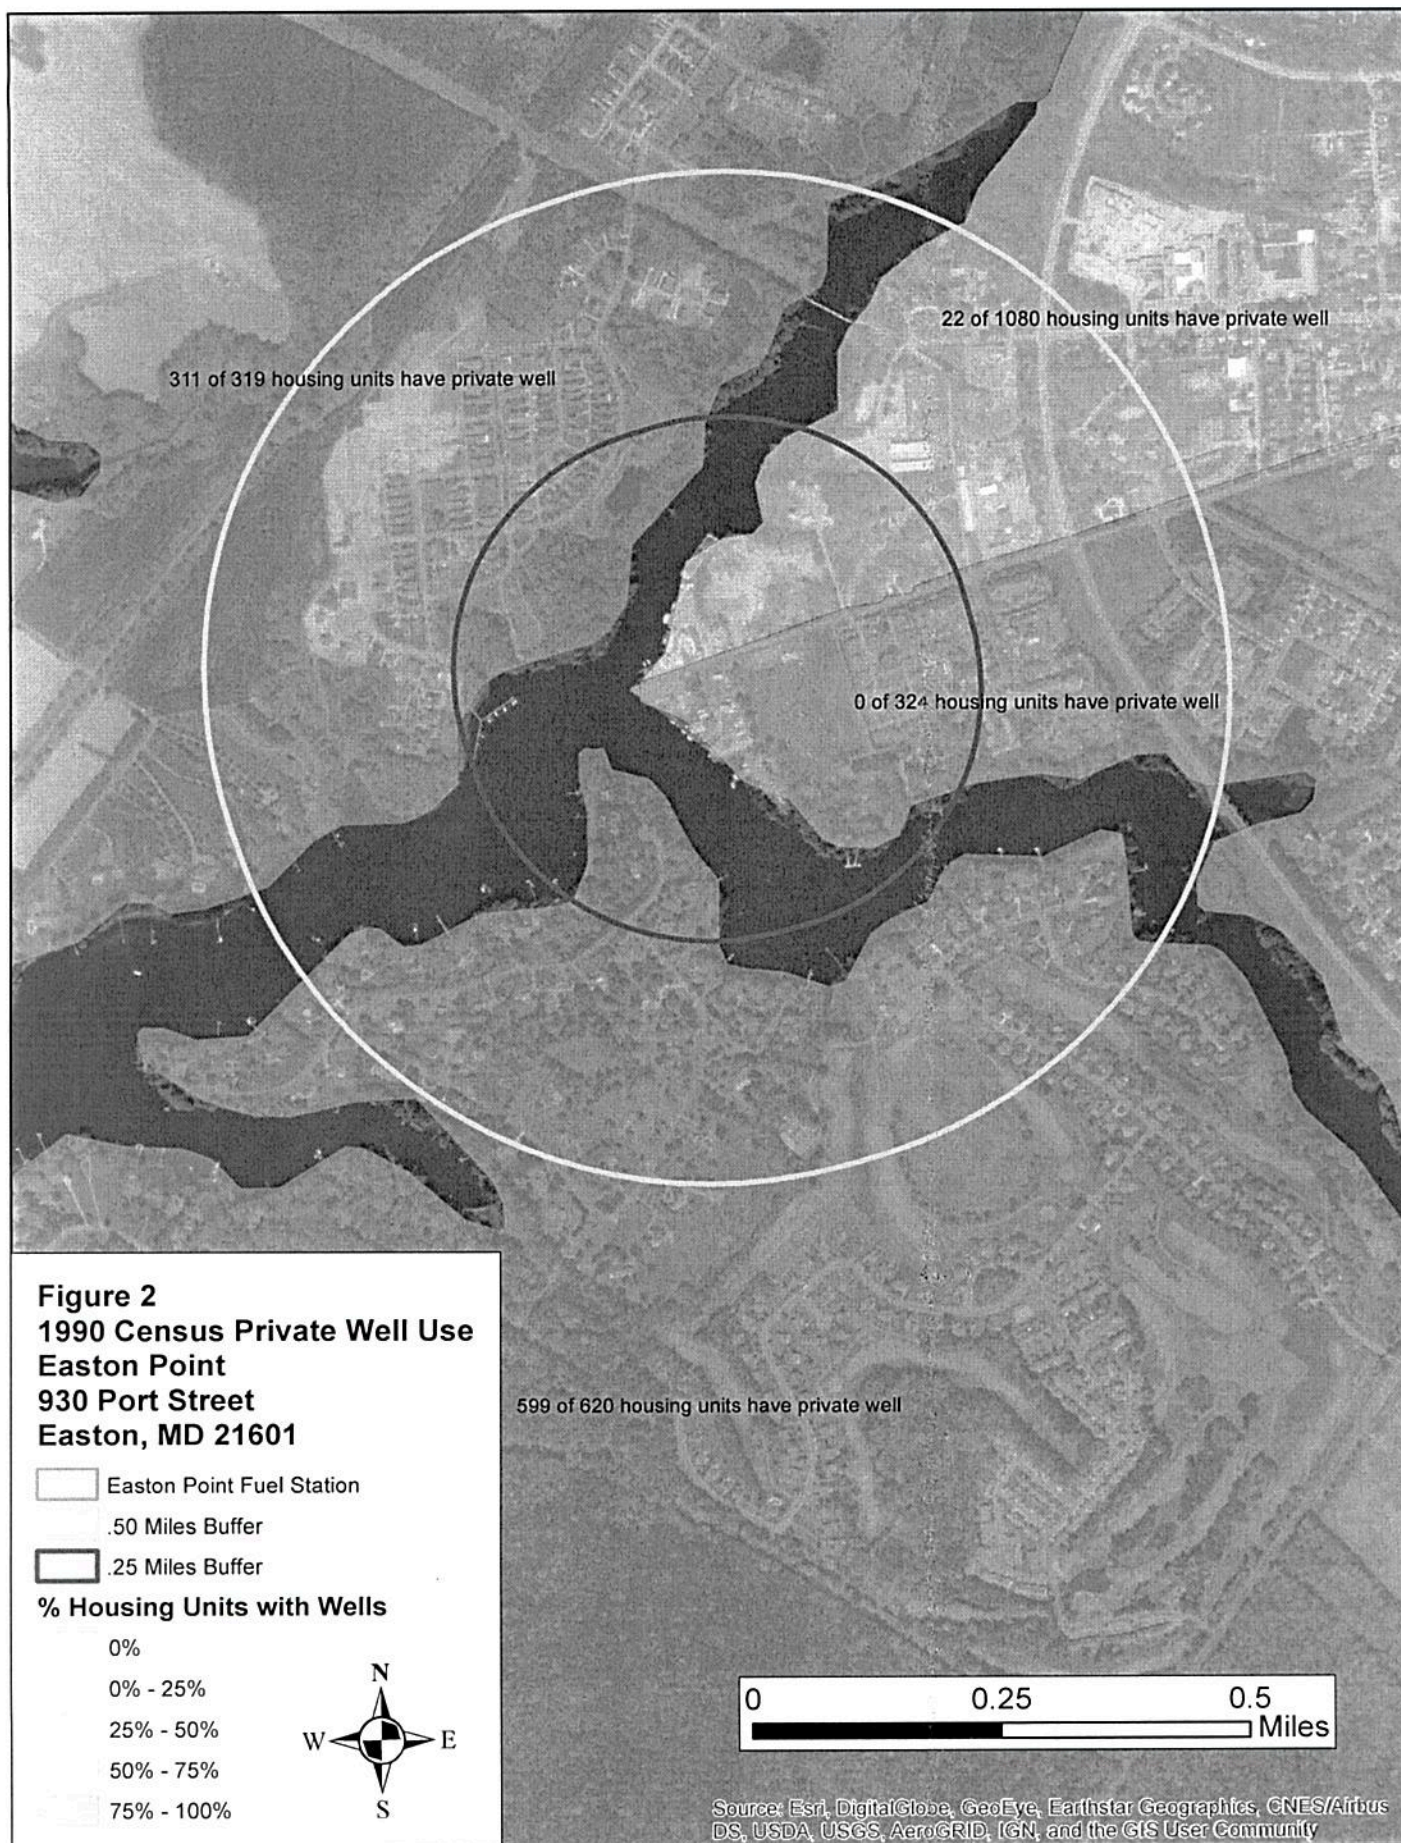 22 of 1080 housing units have private well
311 of 319 housing units have private well
0 of 324 housing units have private well
599 of 620 housing units have private well
Figure 2
1990 Census Private Well Use
Easton Point
930 Port Street
Easton, MD 21601
Easton Point Fuel Station
.50 Miles Buffer
.25 Miles Buffer
% Housing Units with Wells
0%
0% - 25%
25% - 50%
50% - 75%
75% - 100%
N
W E
S
0 0.25 0.5
Miles
Source: Esri, DigitalGlobe, GeoEye, Earthstar Geographics, CNES/Airbus
DS, USDA, USGS, AeroGRID, IGN, and the GIS User Community